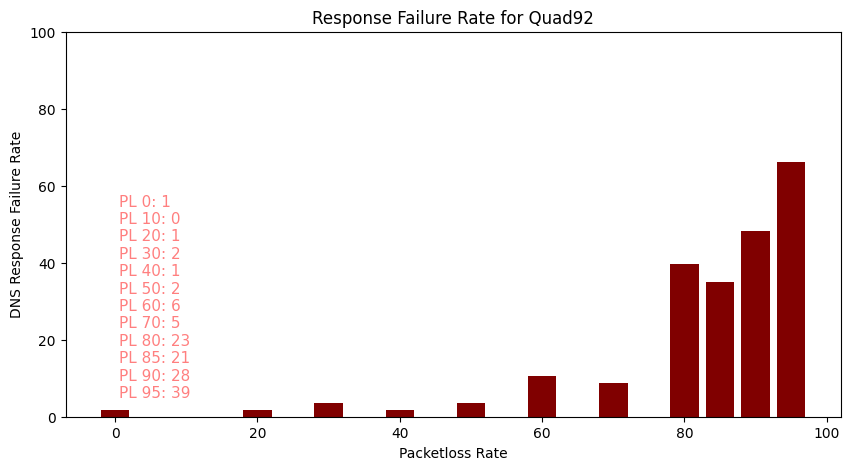 Response Failure Rate for Quad92
100
80
60
40
20
0
DNS Response Failure Rate
PL 0: 1
PL 10: 0
PL 20: 1
PL 30: 2
PL 40: 1
PL 50: 2
PL 60: 6
PL 70: 5
PL 80: 23
PL 85: 21
PL 90: 28
PL 95: 39
0 20 40 60 80 100
Packetloss Rate